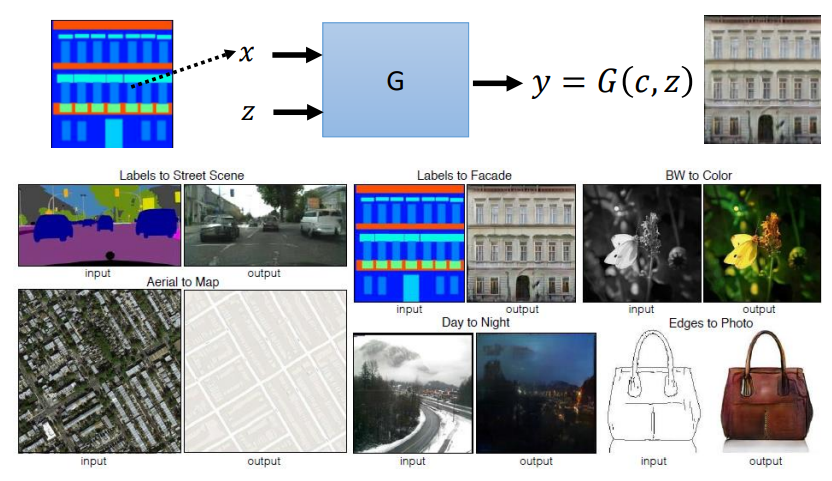 x
G
y = G(c, z)
z
Labels to Street Scene
Labels to Facade
BW to Color
input
output
Aerial to Map
input
output
input
output
Day to Night
Edges to Photo
input
output
input
output
input
output